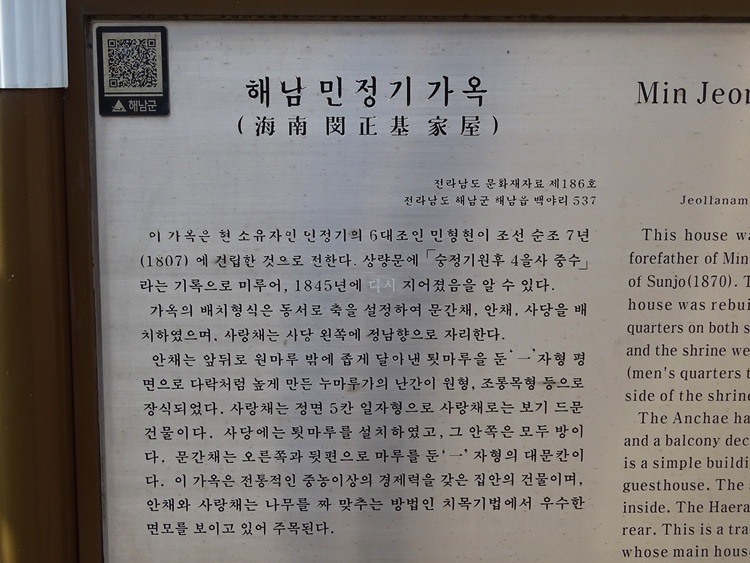 해남군
해남 민정기 가옥
(海南 閔正基 家屋)
전라남도 문화재자료 제186호
전라남도 해남군 해남읍 백야리 537
이 가옥은 현 소유자인 민정기의 6대조인 민형현이 조선 순조 7년
(1807) 에 건립한 것으로 전한다. 상량문에 「숭정기원후 4을사 중수」
라는 기록으로 미루어, 1845년에 다시 지어졌음을 알 수 있다.
가옥의 배치형식은 동서로 축을 설정하여 문간채, 안채, 사당을 배
치하였으며, 사랑채는 사당 왼쪽에 정남향으로 자리한다.
안채는 앞뒤로 원마루 밖에 좁게 달아낸 툇마루를 둔 '一' 자형 평
면으로 다락처럼 높게 만든 누마루가의 난간이 원형, 조롱목형 등으로
장식되었다. 사랑채는 정면 5칸 일자형으로 사랑채로는 보기 드문
건물이다. 사당에는 툇마루를 설치하였고, 그 안쪽은 모두 방이
다. 문간채는 오른쪽과 뒷편으로 마루를 둔 '一' 자형의 대문칸이
다. 이 가옥은 전통적인 중농이상의 경제력을 갖은 집안의 건물이며,
안채와 사랑채는 나무를 짜 맞추는 방법인 치목기법에서 우수한
면모를 보이고 있어 주목된다.
Min Jeon
Jeollanam
This house wa
forefather of Min
of Sunjo(1870). T
house was rebui
quarters on both s
and the shrine we
(men's quarters t
side of the shrine
The Anchae ha
and a balcony dec
is a simple buildi
guesthouse. The
inside. The Haera
rear. This is a tra
whose main hous